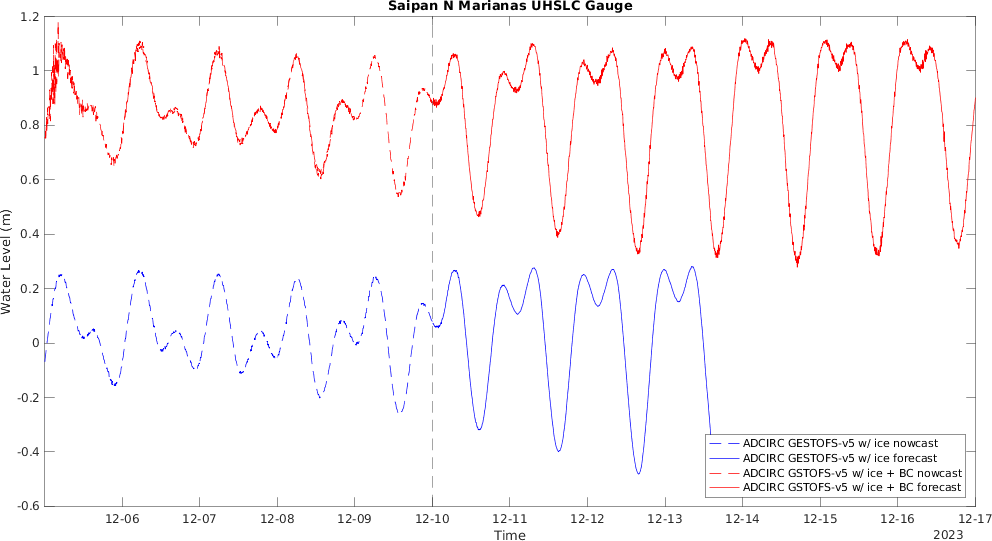 Saipan N Marianas UHSLC Gauge
1.2
1
0.8
0.6
0.4
0.2
0
-0.2
-0.4
-0.6
Water Level (m)
ADCIRC GESTOFS-v5 w/ ice nowcast
ADCIRC GESTOFS-v5 w/ ice forecast
ADCIRC GSTOFS-v5 w/ ice + BC nowcast
ADCIRC GSTOFS-v5 w/ ice + BC forecast
12-06 12-07 12-08 12-09 12-10 12-11 12-12 12-13 12-14 12-15 12-16 12-17
Time
2023